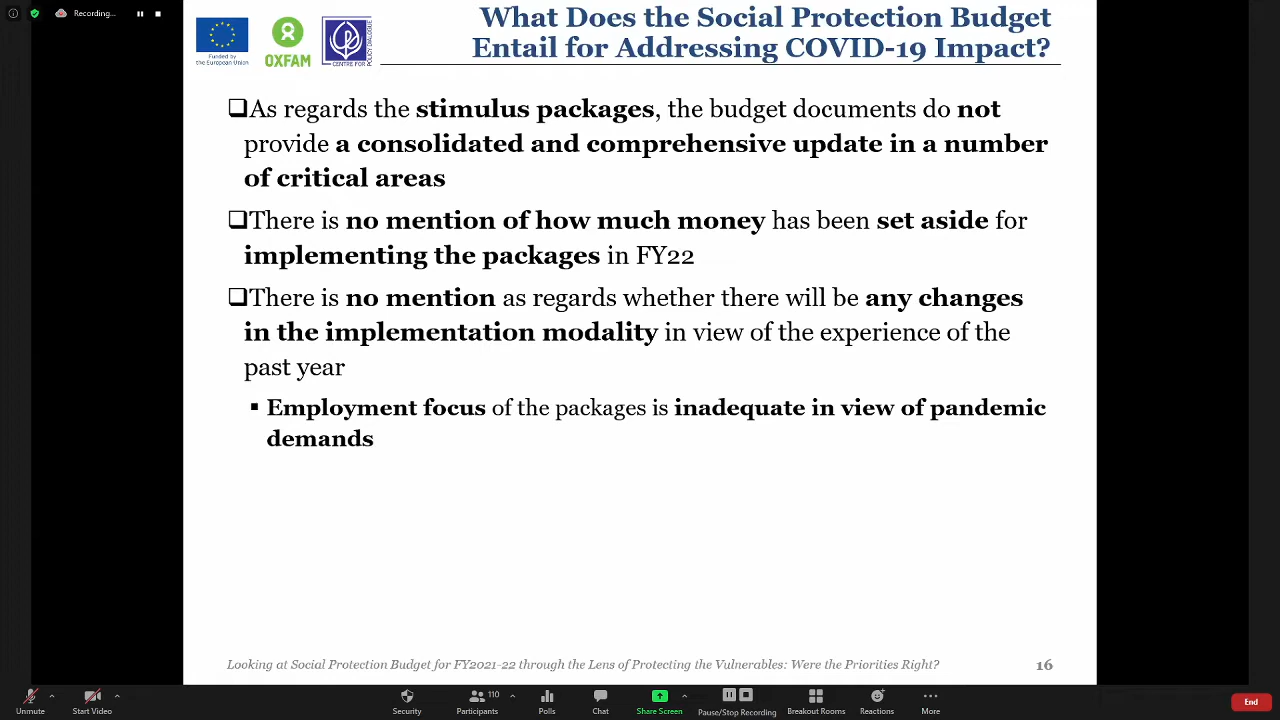 Recording...
What Does the Social Protection Budget
Entail for Addressing COVID-19 Impact?
Funded by
the European Union
OXFAM
CENTRE FOR
POLICY DIALOGUE
❑As regards the stimulus packages, the budget documents do not
provide a consolidated and comprehensive update in a number
of critical areas
❑There is no mention of how much money has been set aside for
implementing the packages in FY22
❑There is no mention as regards whether there will be any changes
in the implementation modality in view of the experience of the
past year
▪ Employment focus of the packages is inadequate in view of pandemic
demands
Looking at Social Protection Budget for FY2021-22 through the Lens of Protecting the Vulnerables: Were the Priorities Right? 16
Unmute Start Video Security Participants 110 Polls Chat Share Screen Pause/Stop Recording Breakout Rooms Reactions More End